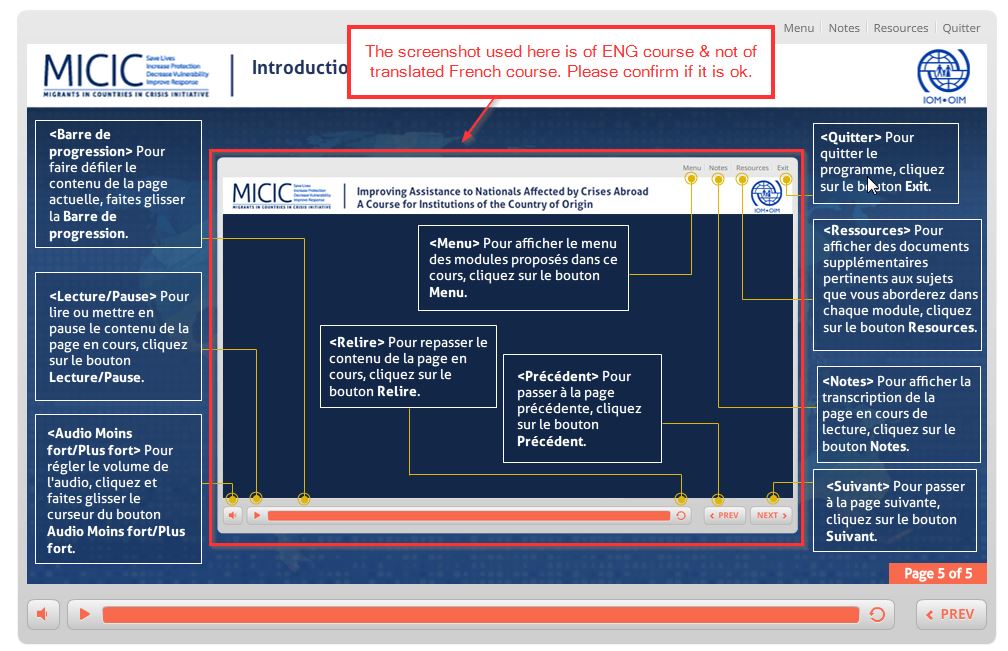 Menu Notes Resources Quitter
MICIC
Save Lives
Increase Protection
Decrease Vulnerability
Improve Response
MIGRANTS IN COUNTRIES IN CRISIS INITIATIVE
Introductio
The screenshot used here is of ENG course & not of
translated French course. Please confirm if it is ok.
IOM•OIM
<Barre de
progression> Pour
faire défiler le
contenu de la page
actuelle, faites glisser
la Barre de
progression.
<Lecture/Pause> Pour
lire ou mettre en
pause le contenu de la
page en cours, cliquez
sur le bouton
Lecture/Pause.
<Audio Moins
fort/Plus fort> Pour
régler le volume de
l'audio, cliquez et
faites glisser le
curseur du bouton
Audio Moins fort/Plus
fort.
Menu Notes Resources Exit
MICIC
Save Lives
Increase Protection
Decrease Vulnerability
Improve Response
MIGRANTS IN COUNTRIES IN CRISIS INITIATIVE
Improving Assistance to Nationals Affected by Crises Abroad
A Course for Institutions of the Country of Origin
IOM•OIM
<Menu> Pour afficher le menu
des modules proposés dans ce
cours, cliquez sur le bouton
Menu.
<Relire> Pour repasser le
contenu de la page en
cours, cliquez sur le
bouton Relire.
<Précédent> Pour
passer à la page
précédente, cliquez
sur le bouton
Précédent.
PREV
NEXT
<Quitter> Pour
quitter le
programme, cliquez
sur le bouton Exit.
<Ressources> Pour
afficher des documents
supplémentaires
pertinents aux sujets
que vous aborderez dans
chaque module, cliquez
sur le bouton Resources.
<Notes> Pour afficher la
transcription de la
page en cours de
lecture, cliquez sur le
bouton Notes.
<Suivant> Pour passer
à la page suivante,
cliquez sur le bouton
Suivant.
Page 5 of 5
PREV